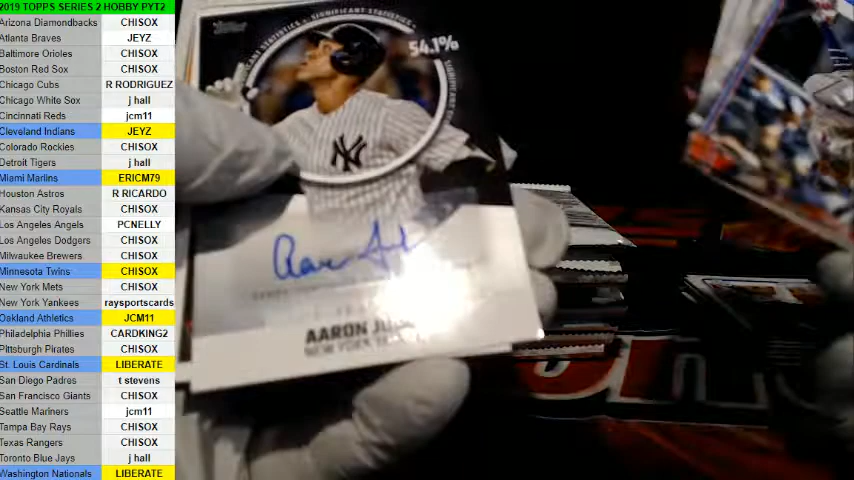 2019 TOPPS SERIES 2 HOBBY PYT2
Arizona Diamondbacks CHISOX
Atlanta Braves JEYZ
Baltimore Orioles CHISOX
Boston Red Sox CHISOX
Chicago Cubs R RODRIGUEZ
Chicago White Sox j hall
Cincinnati Reds jcm11
Cleveland Indians JEYZ
Colorado Rockies CHISOX
Detroit Tigers j hall
Miami Marlins ERICM79
Houston Astros R RICARDO
Kansas City Royals CHISOX
Los Angeles Angels PCNELLY
Los Angeles Dodgers CHISOX
Milwaukee Brewers CHISOX
Minnesota Twins CHISOX
New York Mets CHISOX
New York Yankees raysportscards
Oakland Athletics JCM11
Philadelphia Phillies CARDKING2
Pittsburgh Pirates CHISOX
St. Louis Cardinals LIBERATE
San Diego Padres t stevens
San Francisco Giants CHISOX
Seattle Mariners jcm11
Tampa Bay Rays CHISOX
Texas Rangers CHISOX
Toronto Blue Jays j hall
Washington Nationals LIBERATE
Topps
STATISTICS • SIGNIFICANT STATISTICS •
54.1%
NY
AARON
NEW YORK